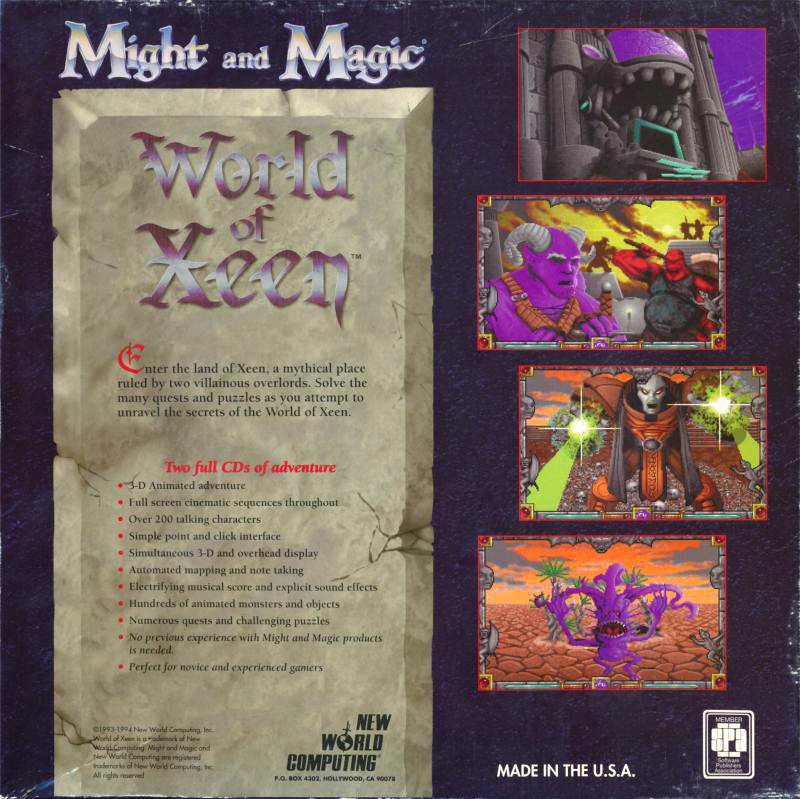 Might and Magic®
World
of
Xeen™
Enter the land of Xeen, a mythical place
ruled by two villainous overlords. Solve the
many quests and puzzles as you attempt to
unravel the secrets of the World of Xeen.
Two full CDs of adventure
• 3-D Animated adventure
• Full screen cinematic sequences throughout
• Over 200 talking characters
• Simple point and click interface
• Simultaneous 3-D and overhead display
• Automated mapping and note taking
• Electrifying musical score and explicit sound effects
• Hundreds of animated monsters and objects
• Numerous quests and challenging puzzles
• No previous experience with Might and Magic products
is needed.
• Perfect for novice and experienced gamers
©1993-1994 New World Computing, Inc.
World of Xeen is a trademark of New
World Computing. Might and Magic and
New World Computing are registered
trademarks of New World Computing, Inc.
All rights reserved
NEW
WORLD
COMPUTING
P.O. BOX 4302, HOLLYWOOD, CA 90078
MADE IN THE U.S.A.
MEMBER
SPA
Software
Publishers
Association